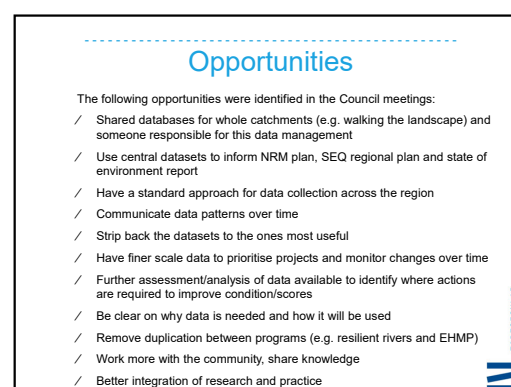 Opportunities
The following opportunities were identified in the Council meetings:
/ Shared databases for whole catchments (e.g. walking the landscape) and
someone responsible for this data management
/ Use central datasets to inform NRM plan, SEQ regional plan and state of
environment report
/ Have a standard approach for data collection across the region
/ Communicate data patterns over time
/ Strip back the datasets to the ones most useful
/ Have finer scale data to prioritise projects and monitor changes over time
/ Further assessment/analysis of data available to identify where actions
are required to improve condition/scores
/ Be clear on why data is needed and how it will be used
/ Remove duplication between programs (e.g. resilient rivers and EHMP)
/ Work more with the community, share knowledge
/ Better integration of research and practice